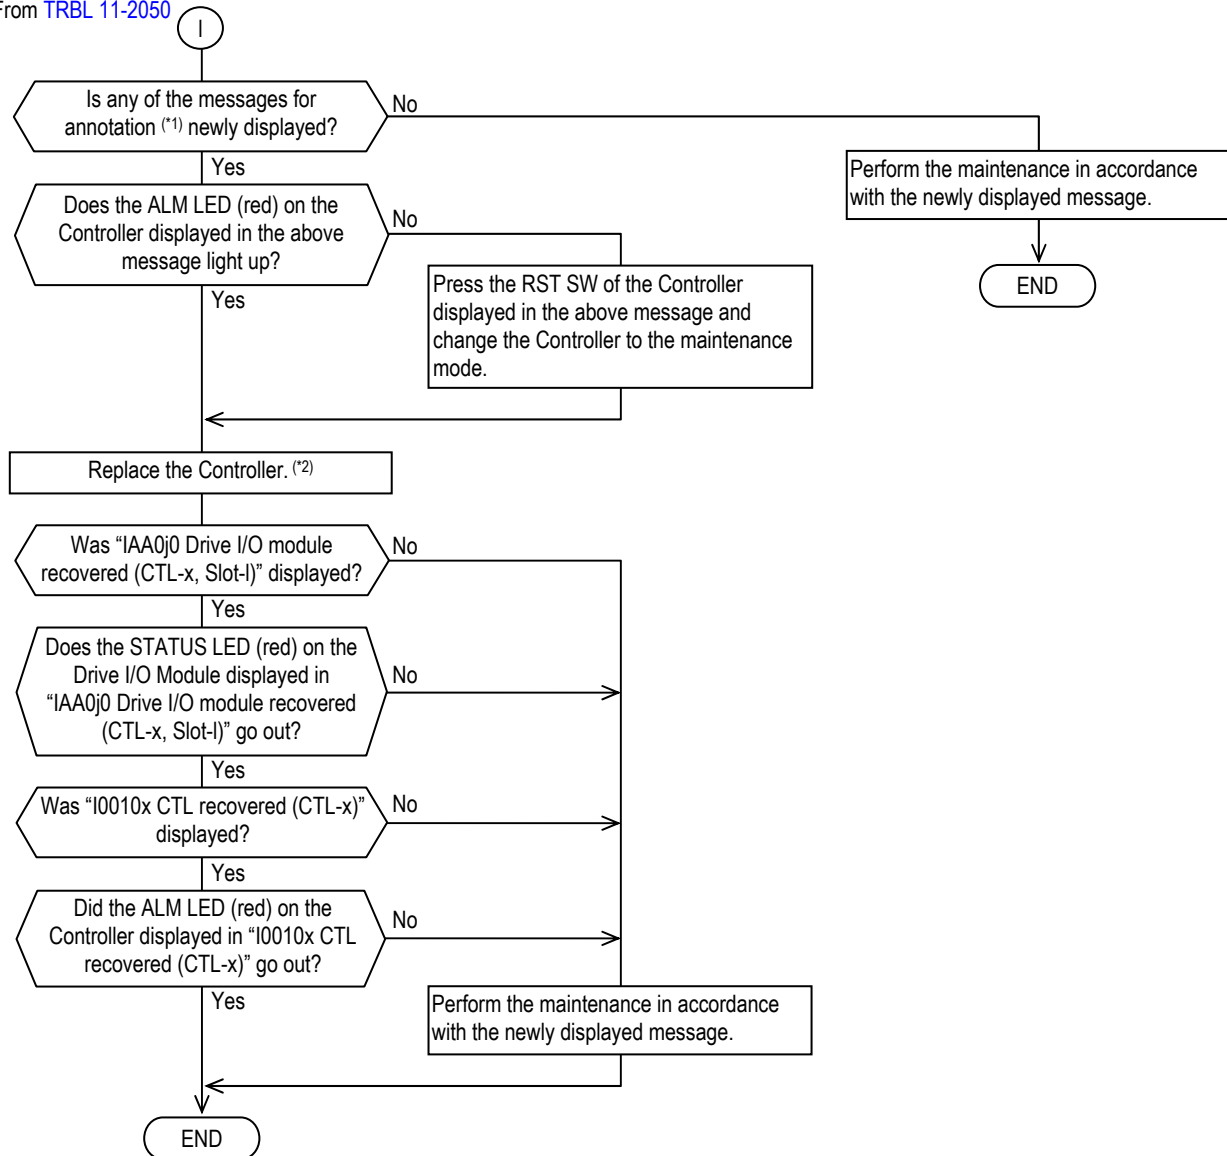 From TRBL 11-2050
I
Is any of the messages for
annotation (*1) newly displayed?
No
Yes
Perform the maintenance in accordance
with the newly displayed message.
END
Does the ALM LED (red) on the
Controller displayed in the above
message light up?
No
Yes
Press the RST SW of the Controller
displayed in the above message and
change the Controller to the maintenance
mode.
Replace the Controller. (*2)
Was “IAA0j0 Drive I/O module
recovered (CTL-x, Slot-l)” displayed?
No
Yes
Does the STATUS LED (red) on the
Drive I/O Module displayed in
“IAA0j0 Drive I/O module recovered
(CTL-x, Slot-l)” go out?
No
Yes
Was “I0010x CTL recovered (CTL-x)”
displayed?
No
Yes
Did the ALM LED (red) on the
Controller displayed in “I0010x CTL
recovered (CTL-x)” go out?
No
Yes
Perform the maintenance in accordance
with the newly displayed message.
END